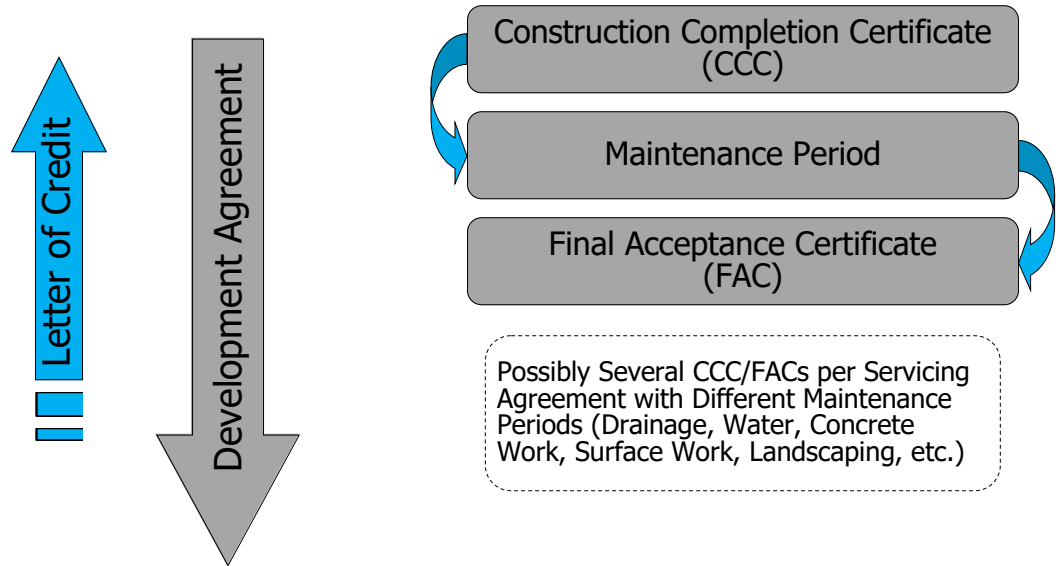 Letter of Credit
Development Agreement
Construction Completion Certificate
(CCC)
Maintenance Period
Final Acceptance Certificate
(FAC)
Possibly Several CCC/FACs per Servicing
Agreement with Different Maintenance
Periods (Drainage, Water, Concrete
Work, Surface Work, Landscaping, etc.)